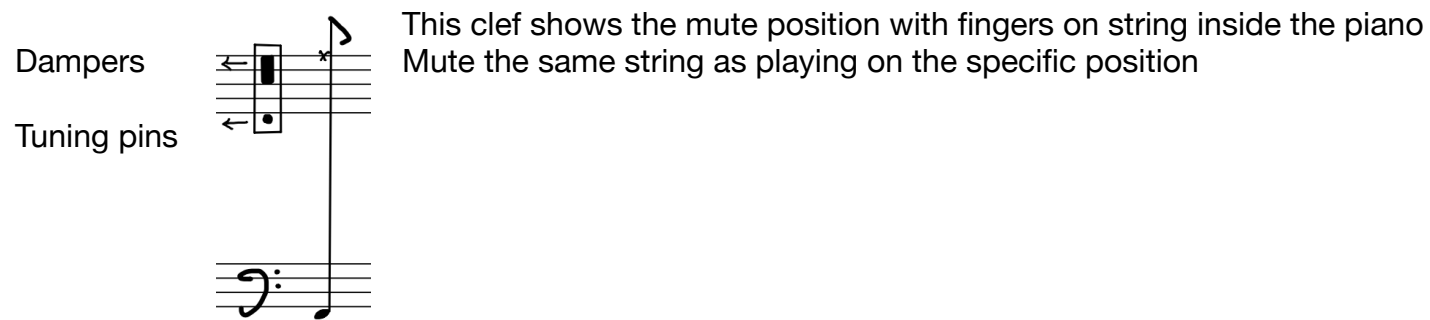 This clef shows the mute position with fingers on string inside the piano
Dampers
Mute the same string as playing on the specific position
Tuning pins